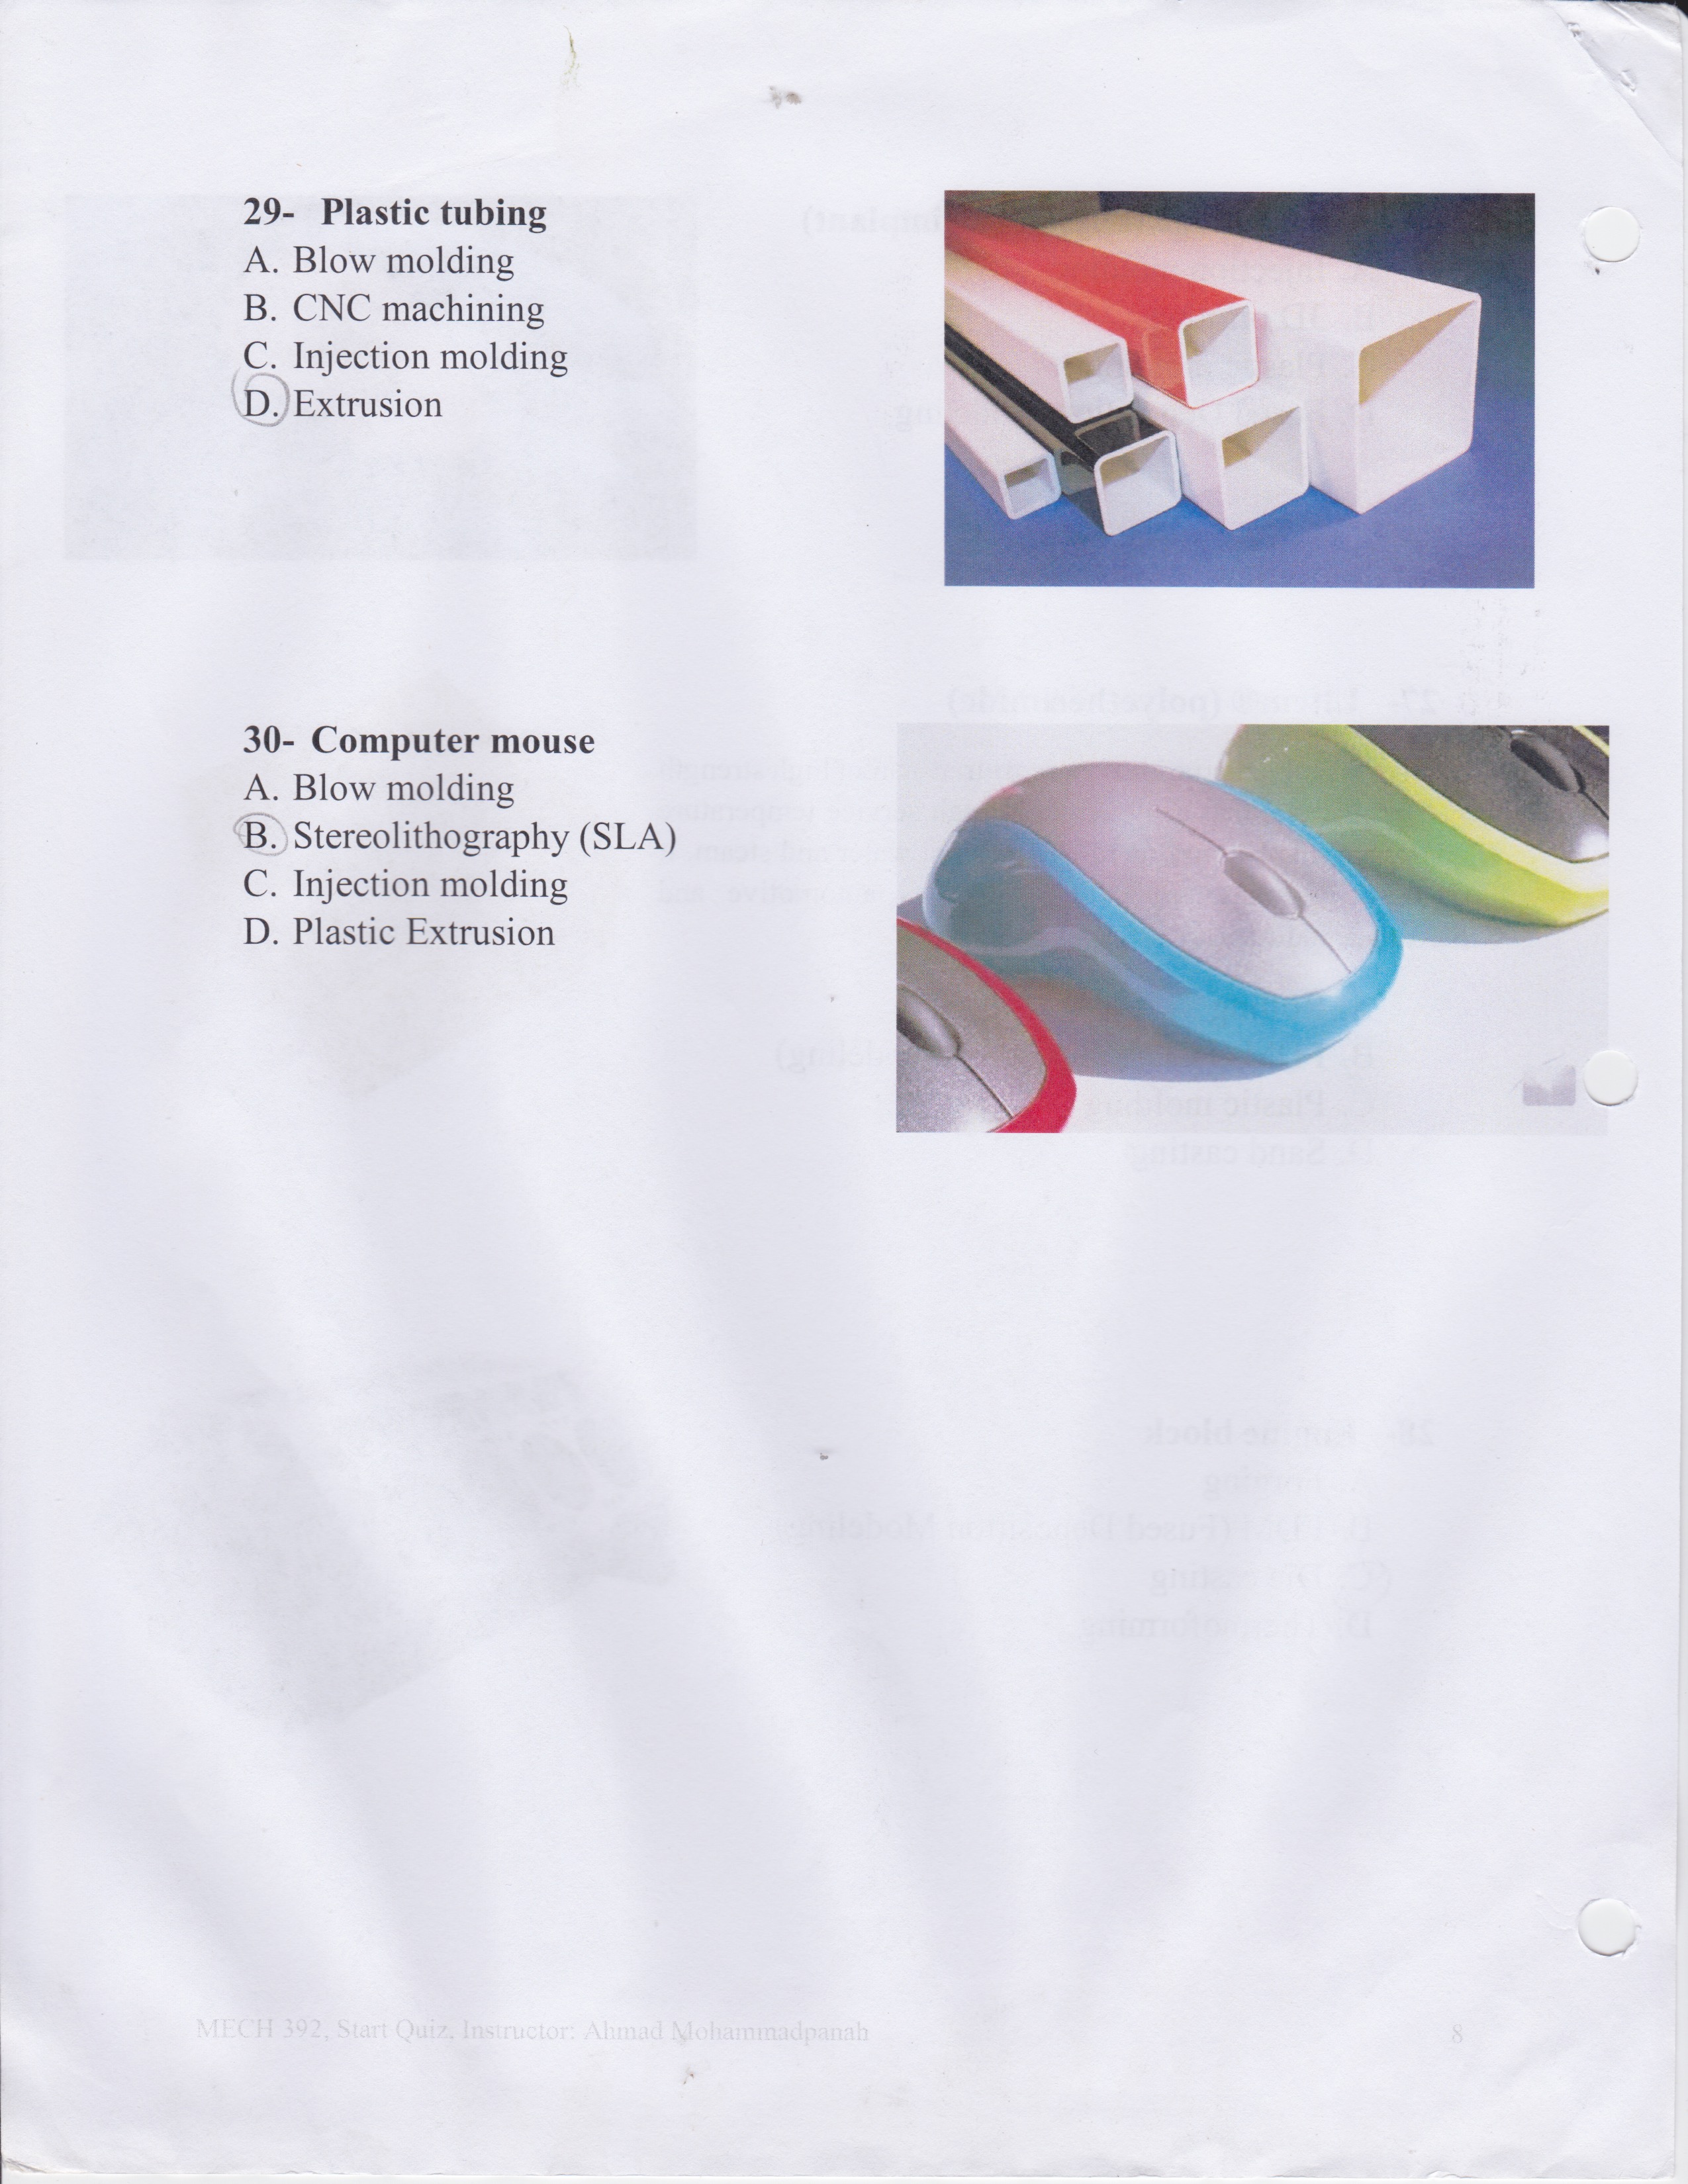 29- Plastic tubing
A. Blow molding
B. CNC machining
C. Injection molding
D. Extrusion
30- Computer mouse
A. Blow molding
B. Stereolithography (SLA)
C. Injection molding
D. Plastic Extrusion
MECH 392, Start Quiz, Instructor: Ahmad Mohammadpanah 8